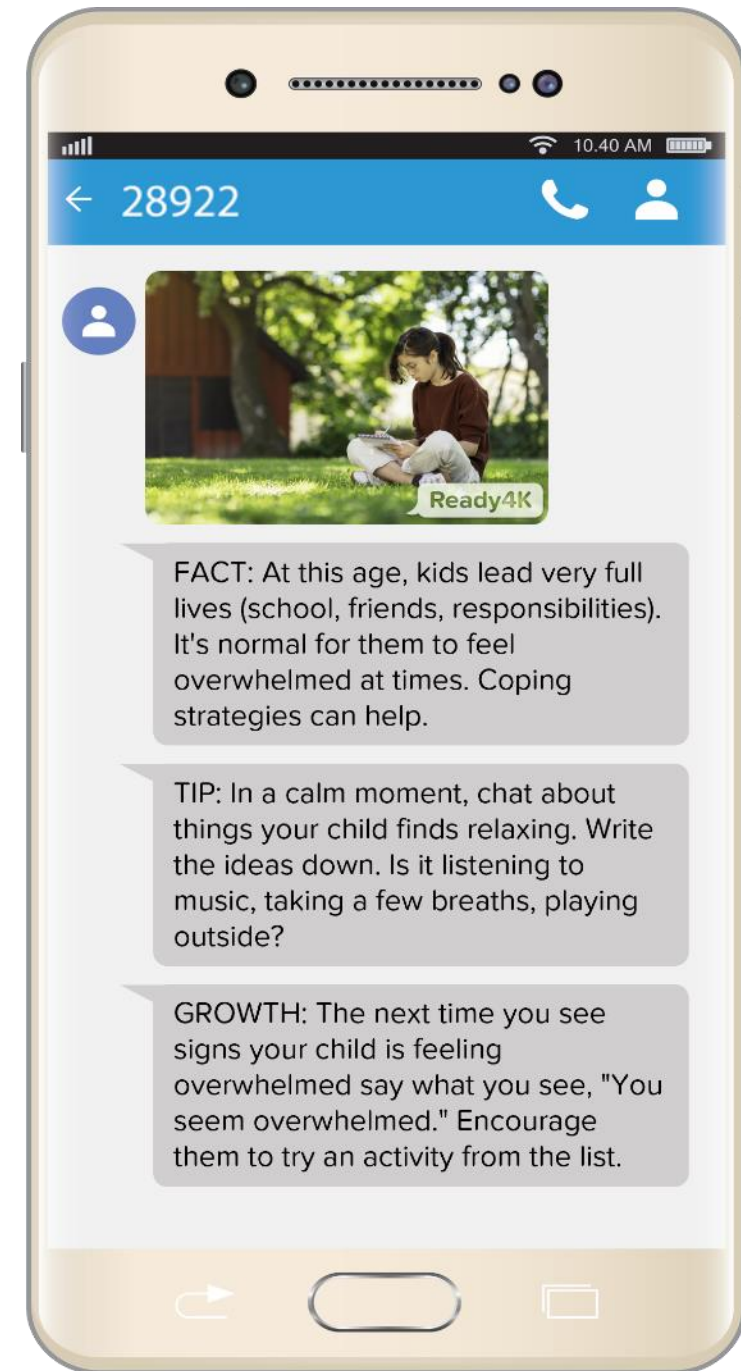 10.40 AM
28922
Ready4K
FACT: At this age, kids lead very full
lives (school, friends, responsibilities).
It's normal for them to feel
overwhelmed at times. Coping
strategies can help.
TIP: In a calm moment, chat about
things your child finds relaxing. Write
the ideas down. Is it listening to
music, taking a few breaths, playing
outside?
GROWTH: The next time you see
signs your child is feeling
overwhelmed say what you see, "You
seem overwhelmed." Encourage
them to try an activity from the list.